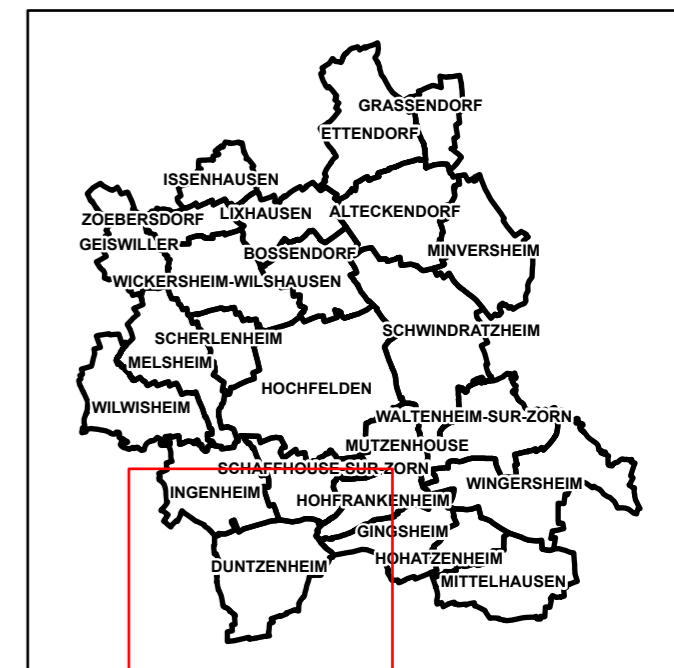 GRASSENDORF
ETTENDORF
ISSENHAUSEN
ZOEBERSDORF
LIXHAUSEN
ALTECKENDORF
GEISWILLER
BOSSENDORF
MINVERSHEIM
WICKERSHEIM-WILSHAUSEN
SCHERLENHEIM
SCHWINDRATZHEIM
MELSHEIM
HOCHFELDEN
WILWISHEIM
WALTENHEIM-SUR-ZORN
MUTZENHOUSE
SCHAFFHOUSE-SUR-ZORN
INGENHEIM
HOHFRANKENHEIM
WINGERSHEIM
GINGSHEIM
DUNTZENHEIM
HOHATZENHEIM
MITTELHAUSEN